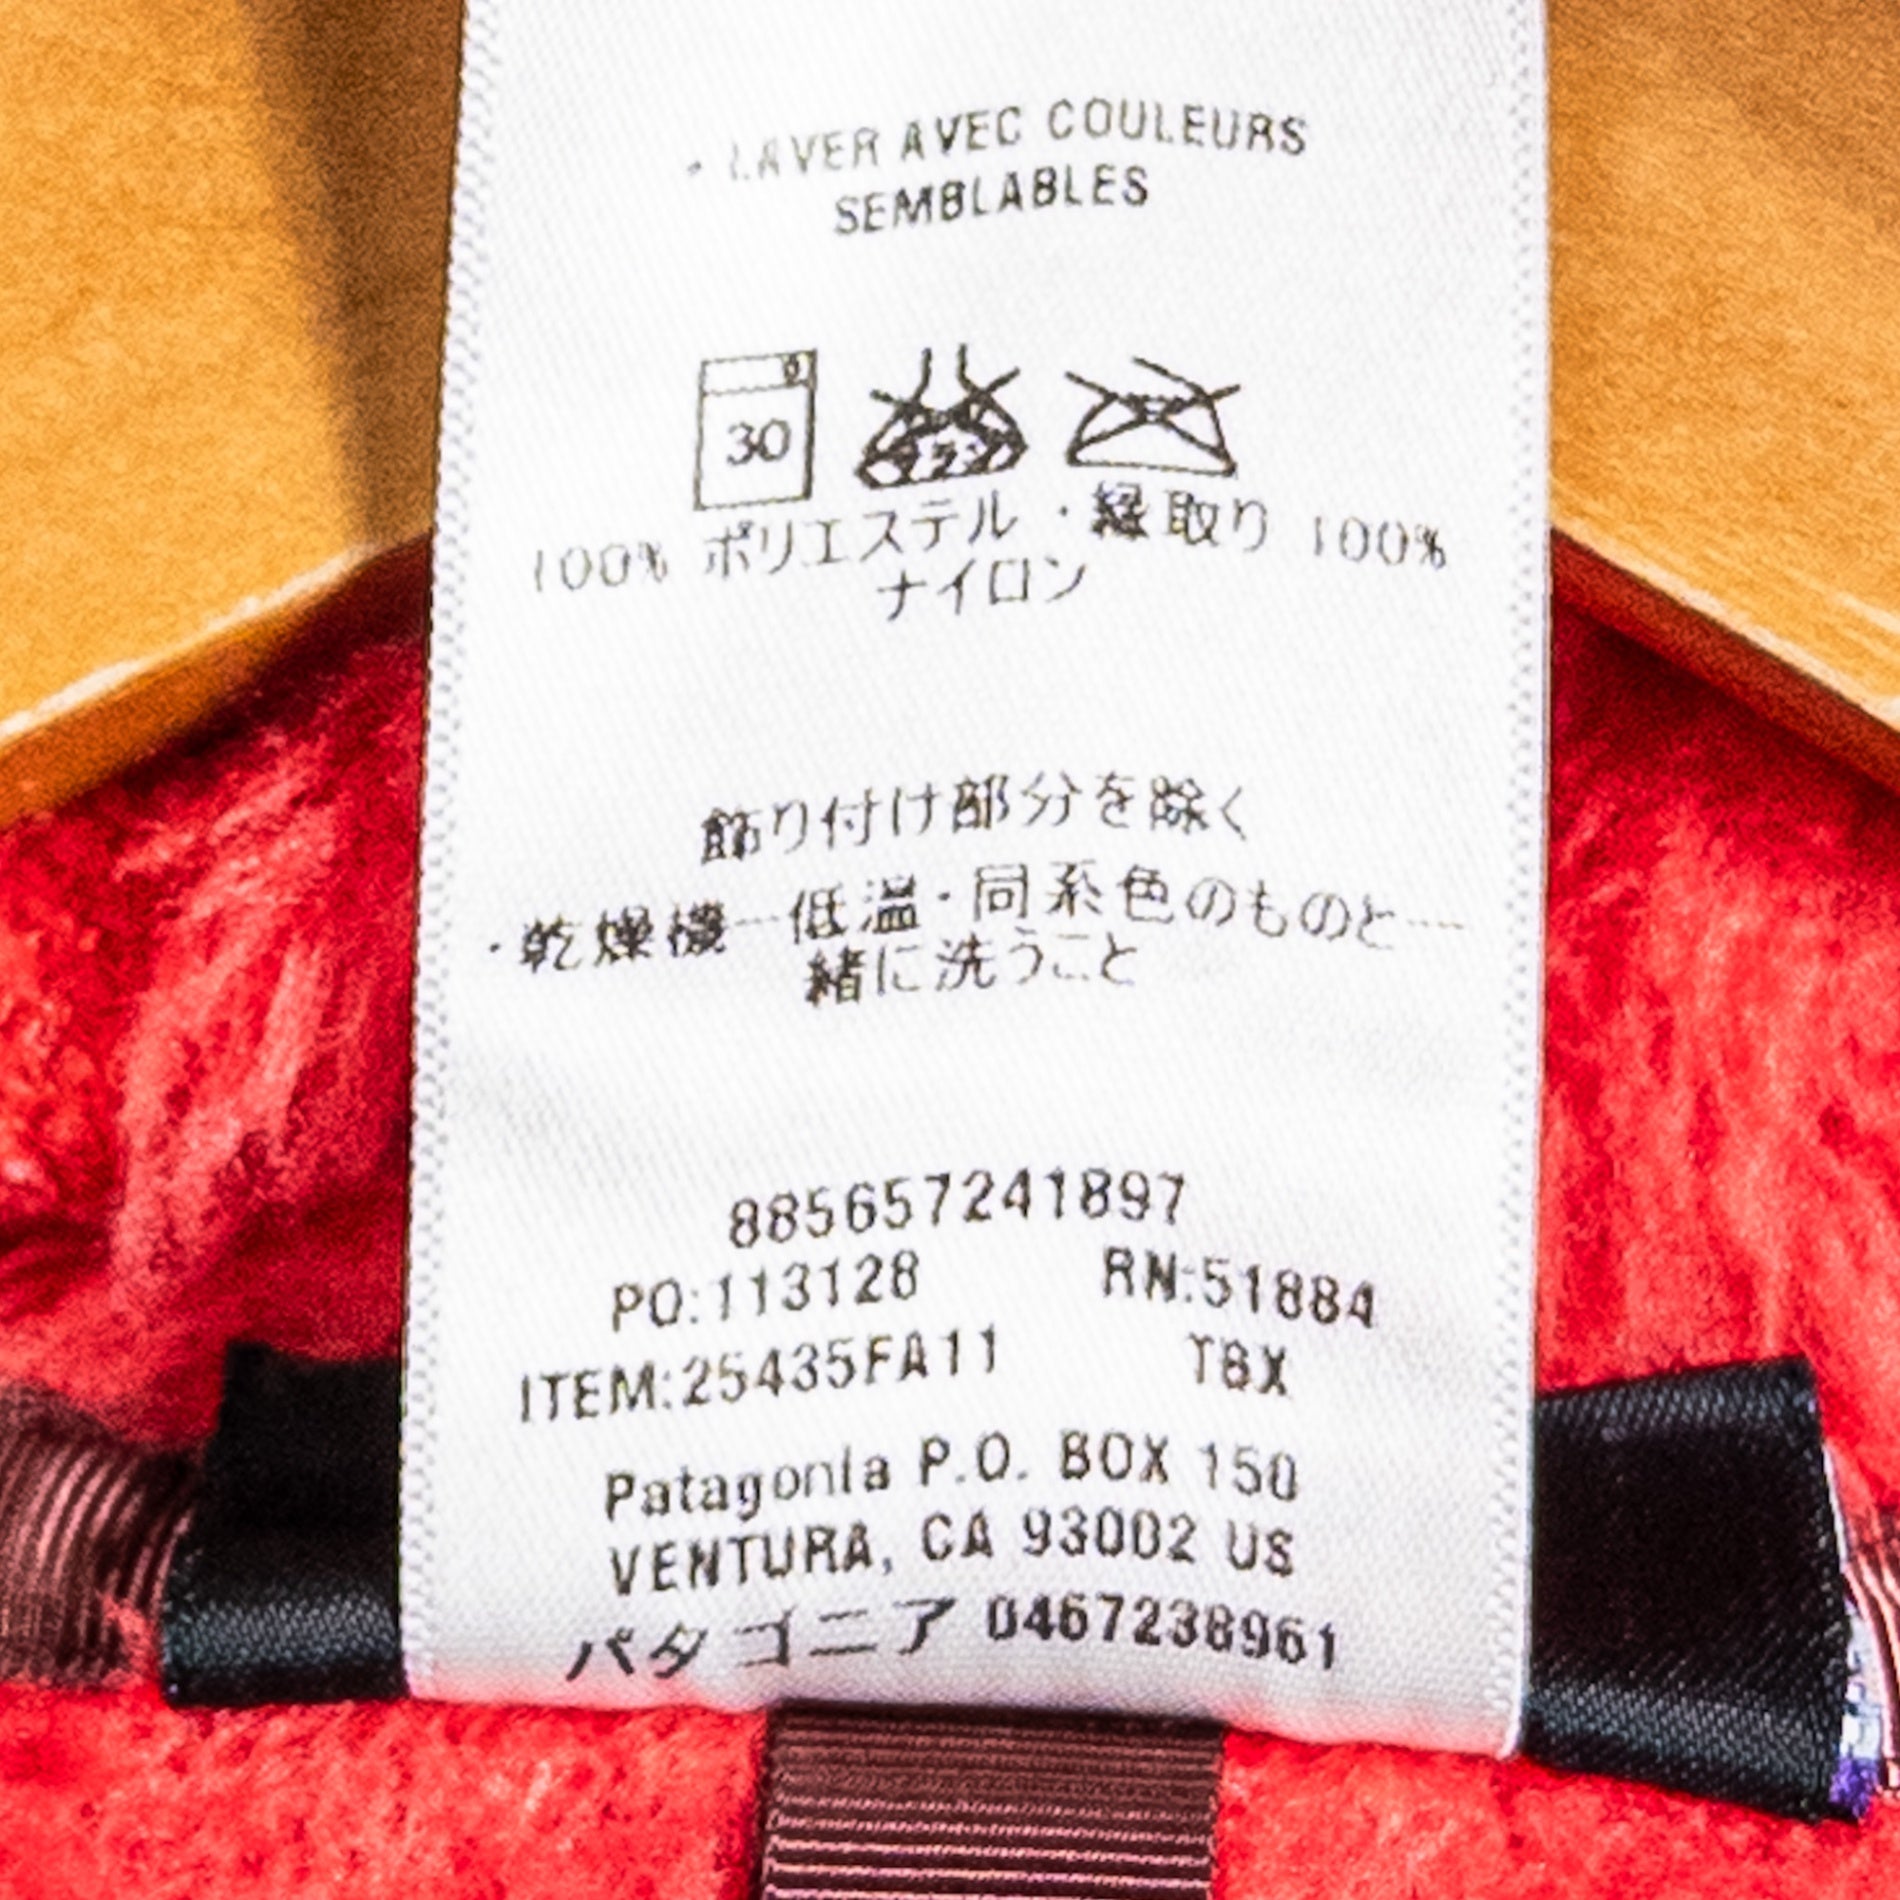 ・LAVER AVEC COULEURS
SEMBLABLES
30
100% ポリエステル・縁取り 100%
ナイロン
飾り付け部分を除く
・乾燥機―低温・同系色のものと一
緒に洗うこと
885657241897
PO:113128 RN:51884
ITEM:25435FA11 TBX
Patagonia P.O. BOX 150
VENTURA, CA 93002 US
パタゴニア 0467238961